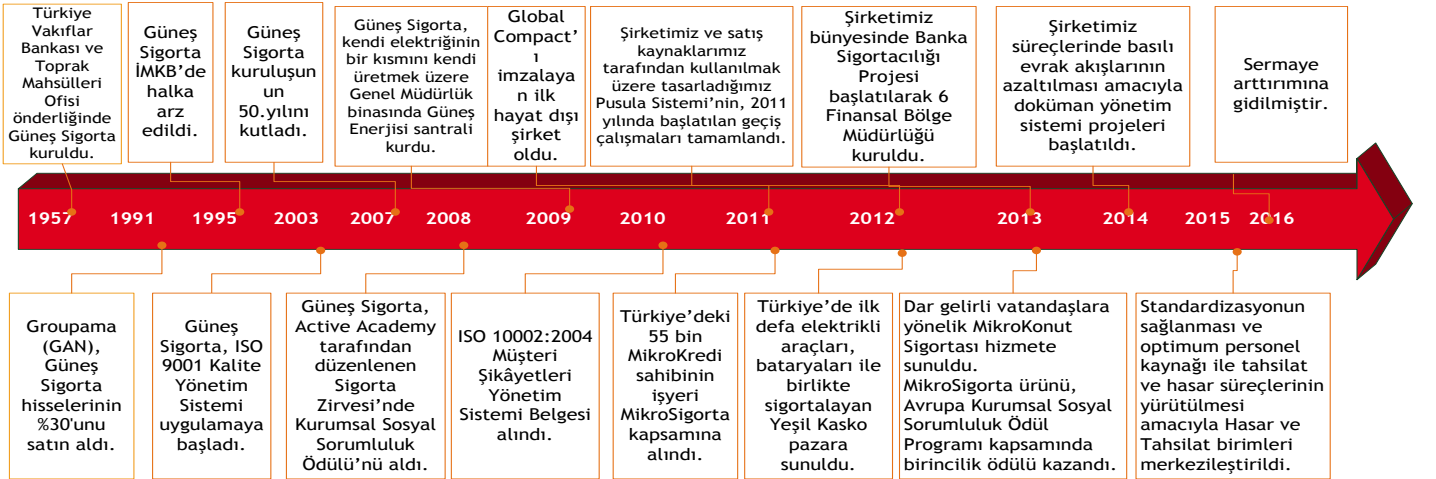 Türkiye
Vakıflar
Bankası ve
Toprak
Mahsülleri
Ofisi
önderliğinde
Güneş Sigorta
kuruldu.
Güneş
Sigorta
İMKB’de
halka
arz
edildi.
Güneş
Sigorta
kuruluşun
un
50.yılını
kutladı.
Güneş Sigorta,
kendi elektriğinin
bir kısmını kendi
üretmek üzere
Genel Müdürlük
binasında Güneş
Enerjisi santrali
kurdu.
Global
Compact’
ı
imzalaya
n ilk
hayat dışı
şirket
oldu.
Şirketimiz ve satış
kaynaklarımız
tarafından kullanılmak
üzere tasarladığımız
Pusula Sistemi’nin, 2011
yılında başlatılan geçiş
çalışmaları tamamlandı.
Şirketimiz
bünyesinde Banka
Sigortacılığı
Projesi
başlatılarak 6
Finansal Bölge
Müdürlüğü
kuruldu.
Şirketimiz
süreçlerinde basılı
evrak akışlarının
azaltılması amacıyla
doküman yönetim
sistemi projeleri
başlatıldı.
Sermaye
arttırımına
gidilmiştir.
1957 1991 1995 2003 2007 2008 2009 2010 2011 2012 2013 2014 2015 2016
Groupama
(GAN),
Güneş
Sigorta
hisselerinin
%30'unu
satın aldı.
Güneş
Sigorta, ISO
9001 Kalite
Yönetim
Sistemi
uygulamaya
başladı.
Güneş Sigorta,
Active Academy
tarafından
düzenlenen
Sigorta
Zirvesi’nde
Kurumsal Sosyal
Sorumluluk
Ödülü’nü aldı.
ISO 10002:2004
Müşteri
Şikâyetleri
Yönetim
Sistemi Belgesi
alındı.
Türkiye’deki
55 bin
MikroKredi
sahibinin
işyeri
MikroSigorta
kapsamına
alındı.
Türkiye’de ilk
defa elektrikli
araçları,
bataryaları ile
birlikte
sigortalayan
Yeşil Kasko
pazara
sunuldu.
Dar gelirli vatandaşlara
yönelik MikroKonut
Sigortası hizmete
sunuldu.
MikroSigorta ürünü,
Avrupa Kurumsal Sosyal
Sorumluluk Ödül
Programı kapsamında
birincilik ödülü kazandı.
Standardizasyonun
sağlanması ve
optimum personel
kaynağı ile tahsilat
ve hasar süreçlerinin
yürütülmesi
amacıyla Hasar ve
Tahsilat birimleri
merkezileştirildi.